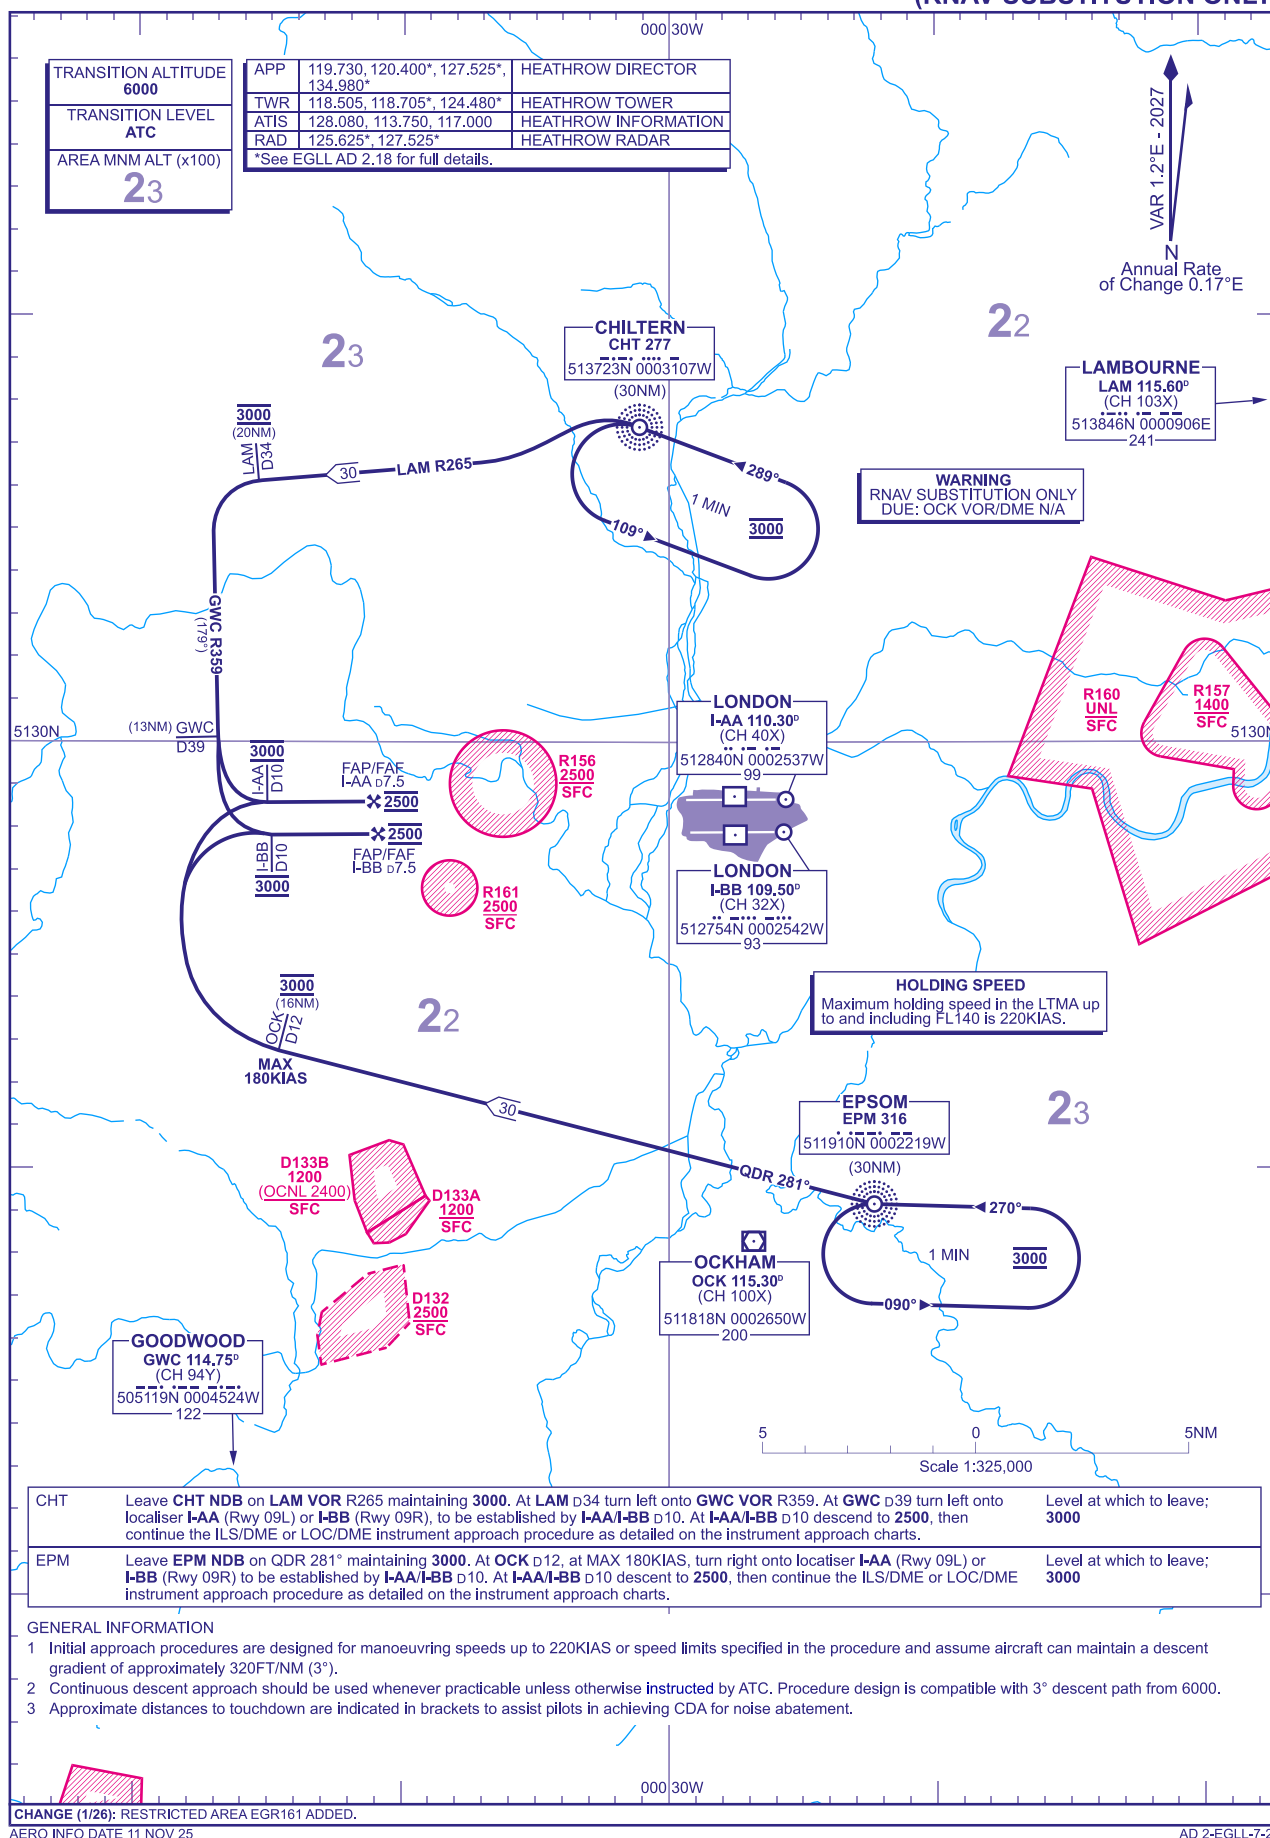 (RNAV SUBSTITUTION ONLY
000 30W
TRANSITION ALTITUDE
6000
TRANSITION LEVEL
ATC
AREA MNM ALT (x100)
23
APP 119.730, 120.400*, 127.525*, 134.980* HEATHROW DIRECTOR
TWR 118.505, 118.705*, 124.480* HEATHROW TOWER
ATIS 128.080, 113.750, 117.000 HEATHROW INFORMATION
RAD 125.625*, 127.525* HEATHROW RADAR
*See EGLL AD 2.18 for full details.
VAR 1.2°E - 2027
N
Annual Rate
of Change 0.17°E
23
22
CHILTERN
CHT 277
513723N 0003107W
(30NM)
LAMBOURNE
LAM 115.60D
(CH 103X)
513846N 0000906E
241
3000
(20NM)
LAM
D34
30
LAM R265
289°
1 MIN
109°
3000
WARNING
RNAV SUBSTITUTION ONLY
DUE: OCK VOR/DME N/A
GWC R359
(179°)
R160
UNL
SFC
R157
1400
SFC
5130N
(13NM) GWC
D39
5130N
LONDON
I-AA 110.30D
(CH 40X)
512840N 0002537W
99
3000
I-AA
D10
FAP/FAF
I-AA D7.5
2500
R156
2500
SFC
2500
FAP/FAF
I-BB D7.5
I-BB
D10
3000
R161
2500
SFC
LONDON
I-BB 109.50D
(CH 32X)
512754N 0002542W
93
3000
(16NM)
OCK
D12
MAX
180KIAS
22
HOLDING SPEED
Maximum holding speed in the LTMA up
to and including FL140 is 220KIAS.
30
EPSOM
EPM 316
511910N 0002219W
(30NM)
23
QDR 281°
270°
1 MIN
3000
090°
D133B
1200
(OCNL 2400)
SFC
D133A
1200
SFC
OCKHAM
OCK 115.30D
(CH 100X)
511818N 0002650W
200
D132
2500
SFC
GOODWOOD
GWC 114.75D
(CH 94Y)
505119N 0004524W
122
5 0 5NM
Scale 1:325,000
CHT Leave CHT NDB on LAM VOR R265 maintaining 3000. At LAM D34 turn left onto GWC VOR R359. At GWC D39 turn left onto Level at which to leave;
localiser I-AA (Rwy 09L) or I-BB (Rwy 09R), to be established by I-AA/I-BB D10. At I-AA/I-BB D10 descend to 2500, then 3000
continue the ILS/DME or LOC/DME instrument approach procedure as detailed on the instrument approach charts.
EPM Leave EPM NDB on QDR 281° maintaining 3000. At OCK D12, at MAX 180KIAS, turn right onto localiser I-AA (Rwy 09L) or Level at which to leave;
I-BB (Rwy 09R) to be established by I-AA/I-BB D10. At I-AA/I-BB D10 descent to 2500, then continue the ILS/DME or LOC/DME 3000
instrument approach procedure as detailed on the instrument approach charts.
GENERAL INFORMATION
1 Initial approach procedures are designed for manoeuvring speeds up to 220KIAS or speed limits specified in the procedure and assume aircraft can maintain a descent
gradient of approximately 320FT/NM (3°).
2 Continuous descent approach should be used whenever practicable unless otherwise instructed by ATC. Procedure design is compatible with 3° descent path from 6000.
3 Approximate distances to touchdown are indicated in brackets to assist pilots in achieving CDA for noise abatement.
000 30W
CHANGE (1/26): RESTRICTED AREA EGR161 ADDED.
AERO INFO DATE 11 NOV 25
AD 2-EGLL-7-2